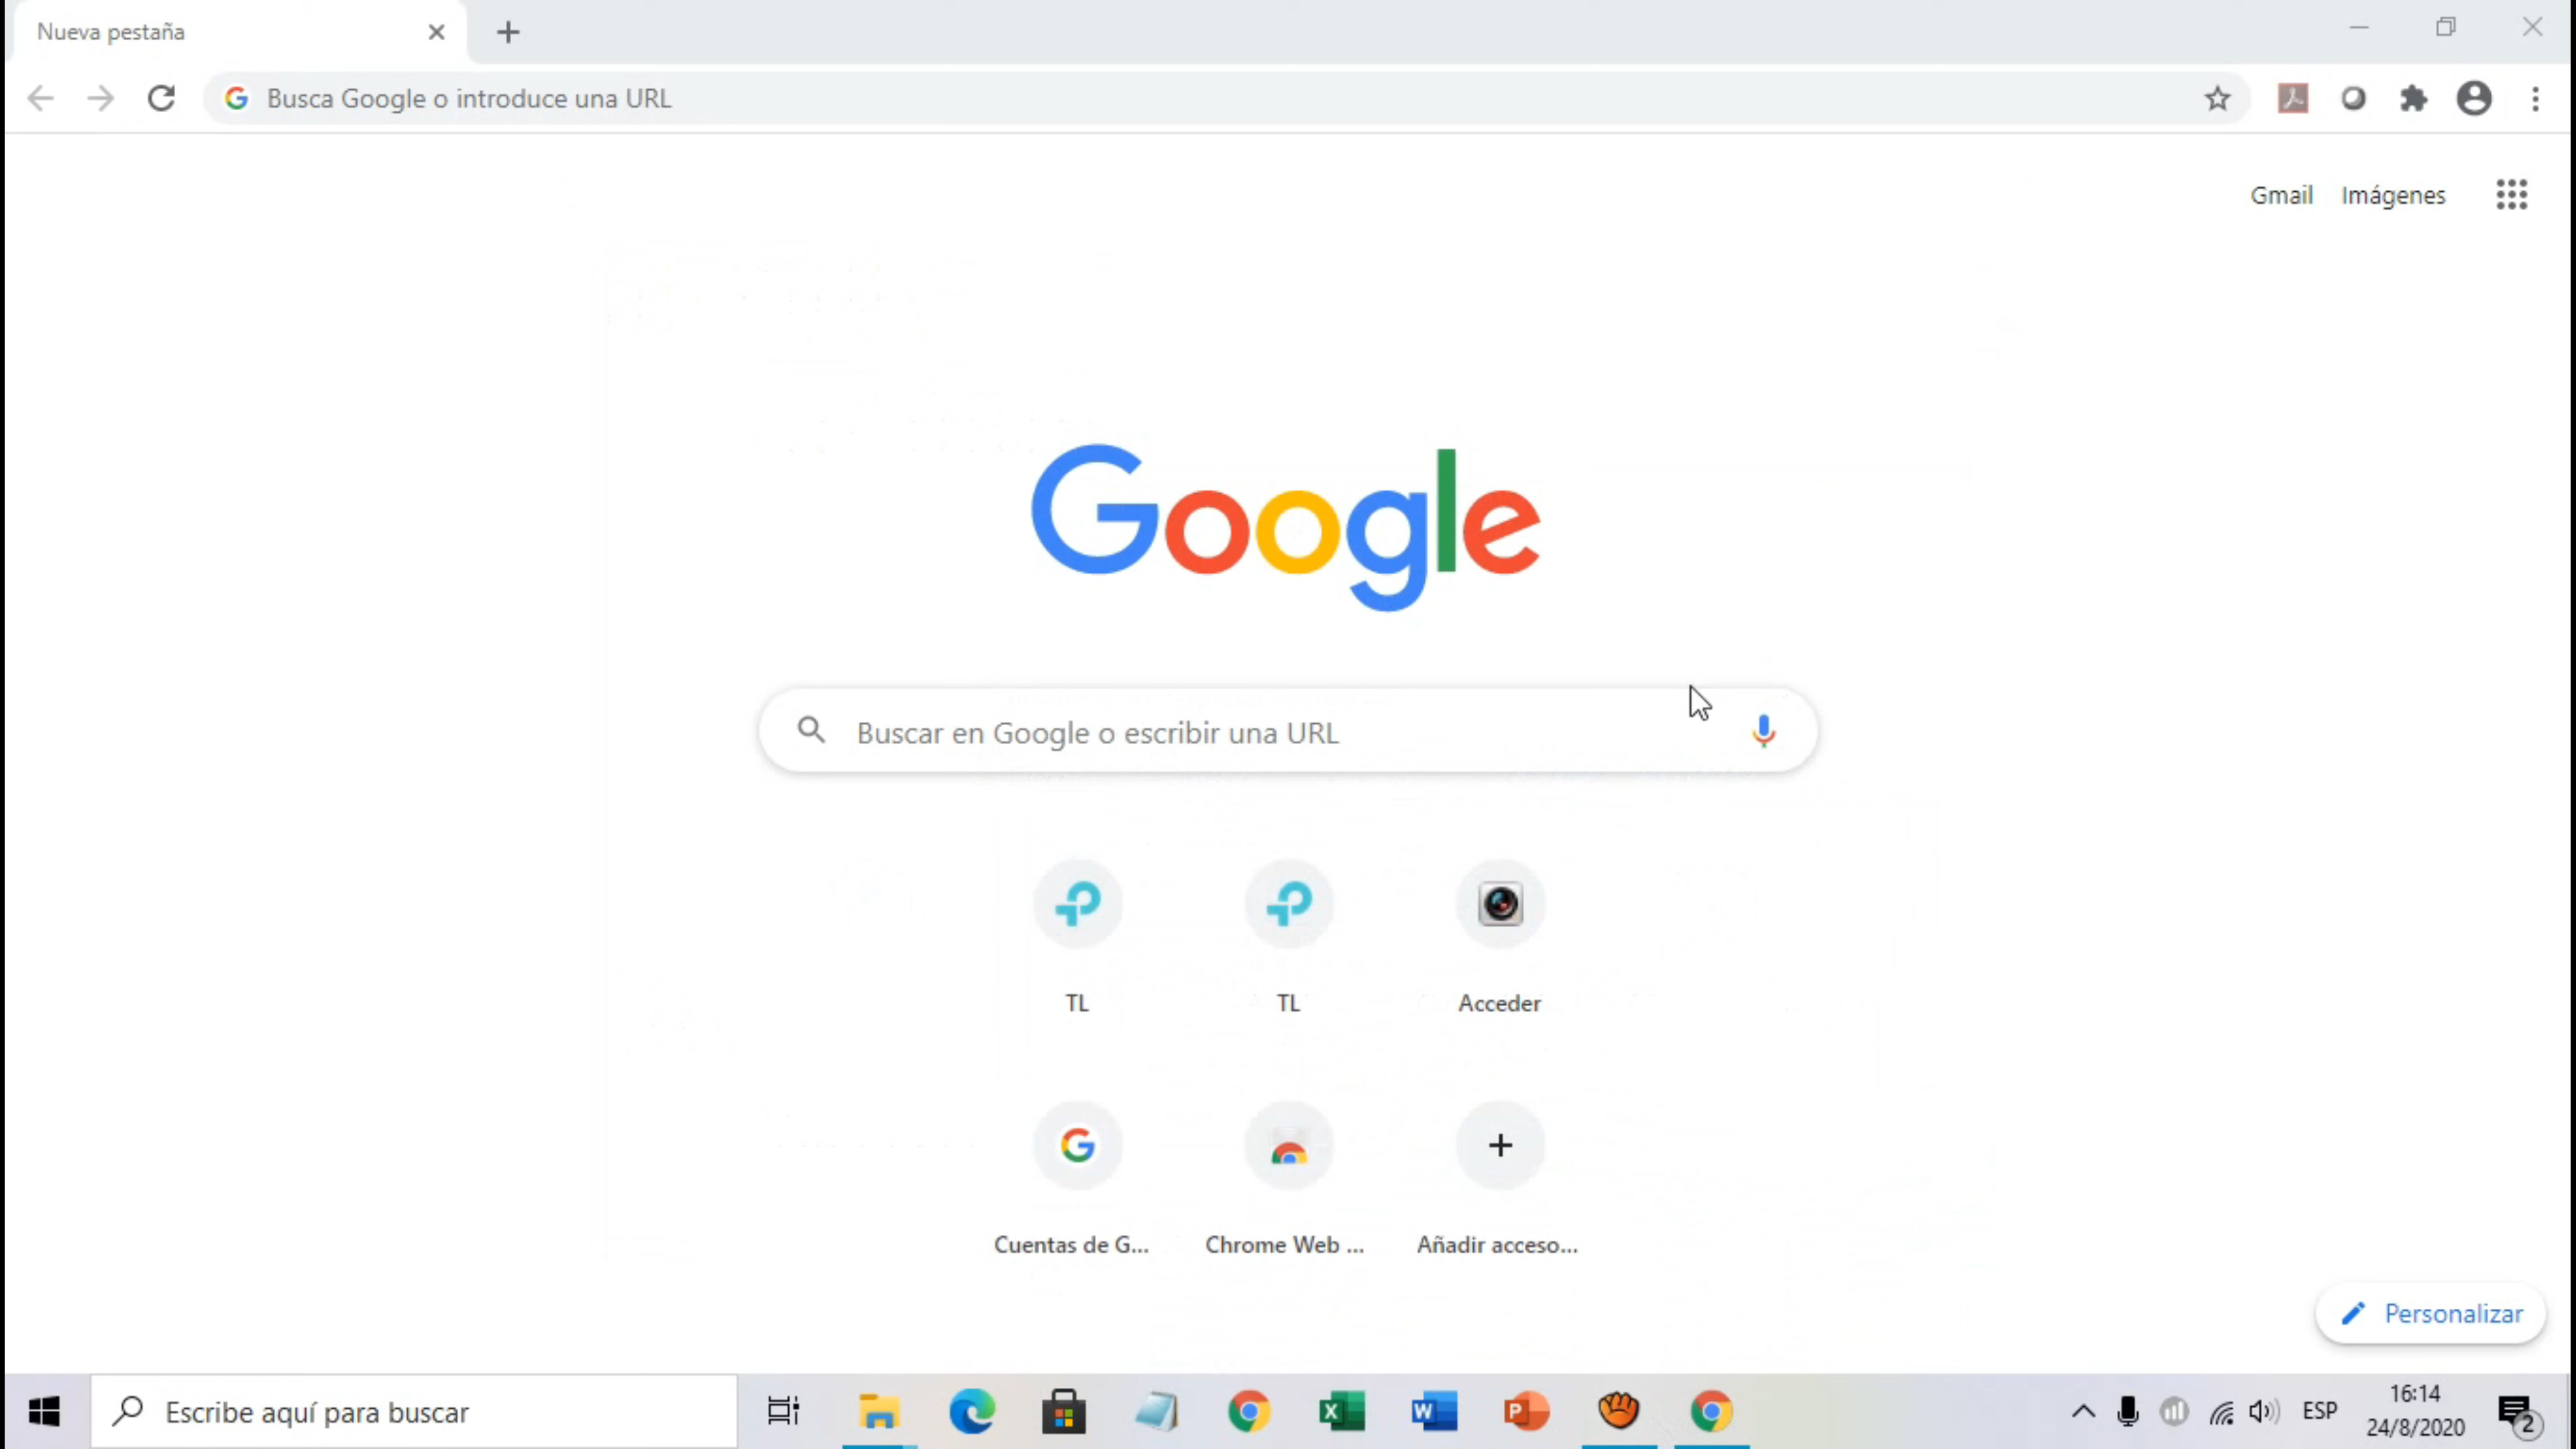 Nueva pestaña
Busca Google o introduce una URL
Gmail Imágenes
Google
Buscar en Google o escribir una URL
TL TL Acceder
Cuentas de G... Chrome Web ... Añadir acceso...
Personalizar
Escribe aquí para buscar
ESP
16:14
24/8/2020
2